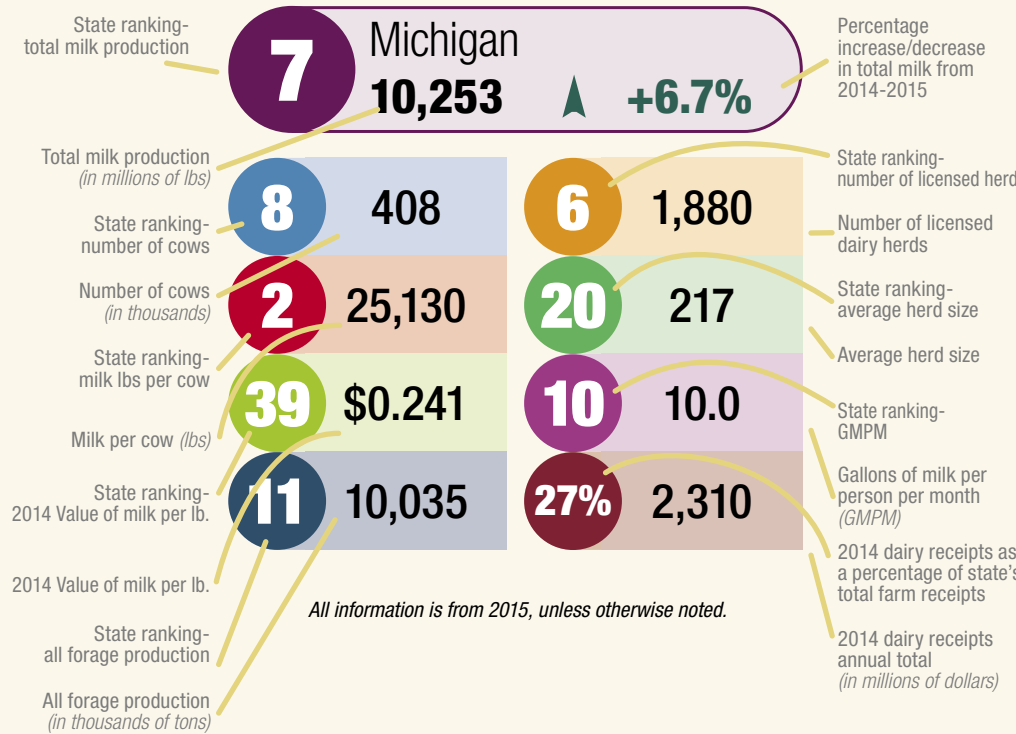 State ranking-
total milk production
7
Michigan
10,253
+6.7%
Percentage
increase/decrease
in total milk from
2014-2015
Total milk production
(in millions of lbs)
State ranking-
number of cows
Number of cows
(in thousands)
State ranking-
milk lbs per cow
Milk per cow (lbs)
State ranking-
2014 Value of milk per lb.
2014 Value of milk per lb.
State ranking-
all forage production
All forage production
(in thousands of tons)
8
408
2
25,130
39
$0.241
11
10,035
6
1,880
20
217
10
10.0
27%
2,310
State ranking-
number of licensed herd
Number of licensed
dairy herds
State ranking-
average herd size
Average herd size
State ranking-
GMPM
Gallons of milk per
person per month
(GMPM)
2014 dairy receipts as
a percentage of state's
total farm receipts
2014 dairy receipts
annual total
(in millions of dollars)
All information is from 2015, unless otherwise noted.